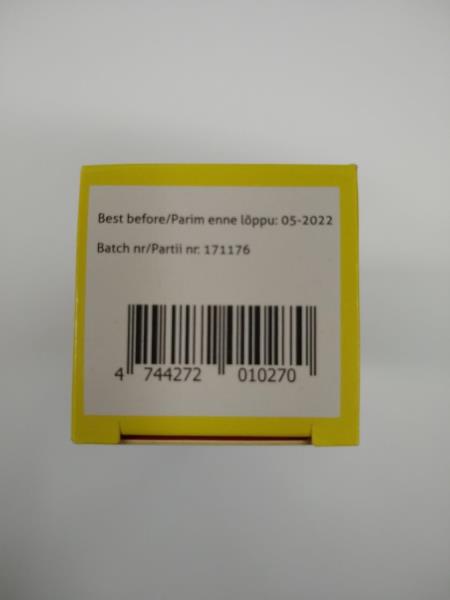 Best before/Parim enne lõppu: 05-2022
Batch nr/Partii nr: 171176
4 744272 010270